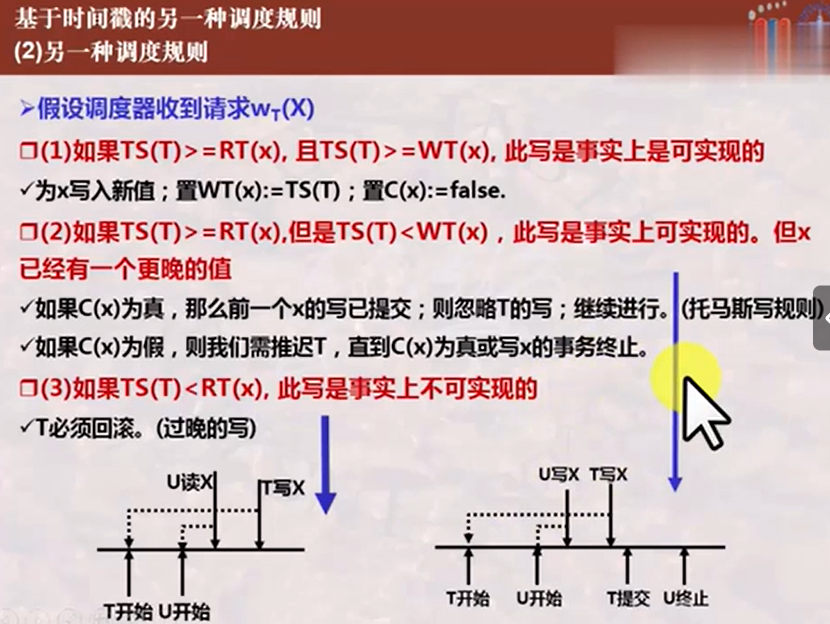 基于时间戳的另一种调度规则
(2)另一种调度规则
➢假设调度器收到请求wT(X)
❒(1)如果TS(T)>=RT(x), 且TS(T)>=WT(x), 此写是事实上是可实现的
✓为x写入新值；置WT(x):=TS(T)；置C(x):=false.
❒(2)如果TS(T)>=RT(x),但是TS(T)<WT(x)，此写是事实上可实现的。但x
已经有一个更晚的值
✓如果C(x)为真，那么前一个x的写已提交；则忽略T的写；继续进行。(托马斯写规则)
✓如果C(x)为假，则我们需推迟T，直到C(x)为真或写x的事务终止。
❒(3)如果TS(T)<RT(x), 此写是事实上不可实现的
✓T必须回滚。(过晚的写)
U读X T写X
T开始 U开始
U写X T写X
T开始 U开始 T提交 U终止